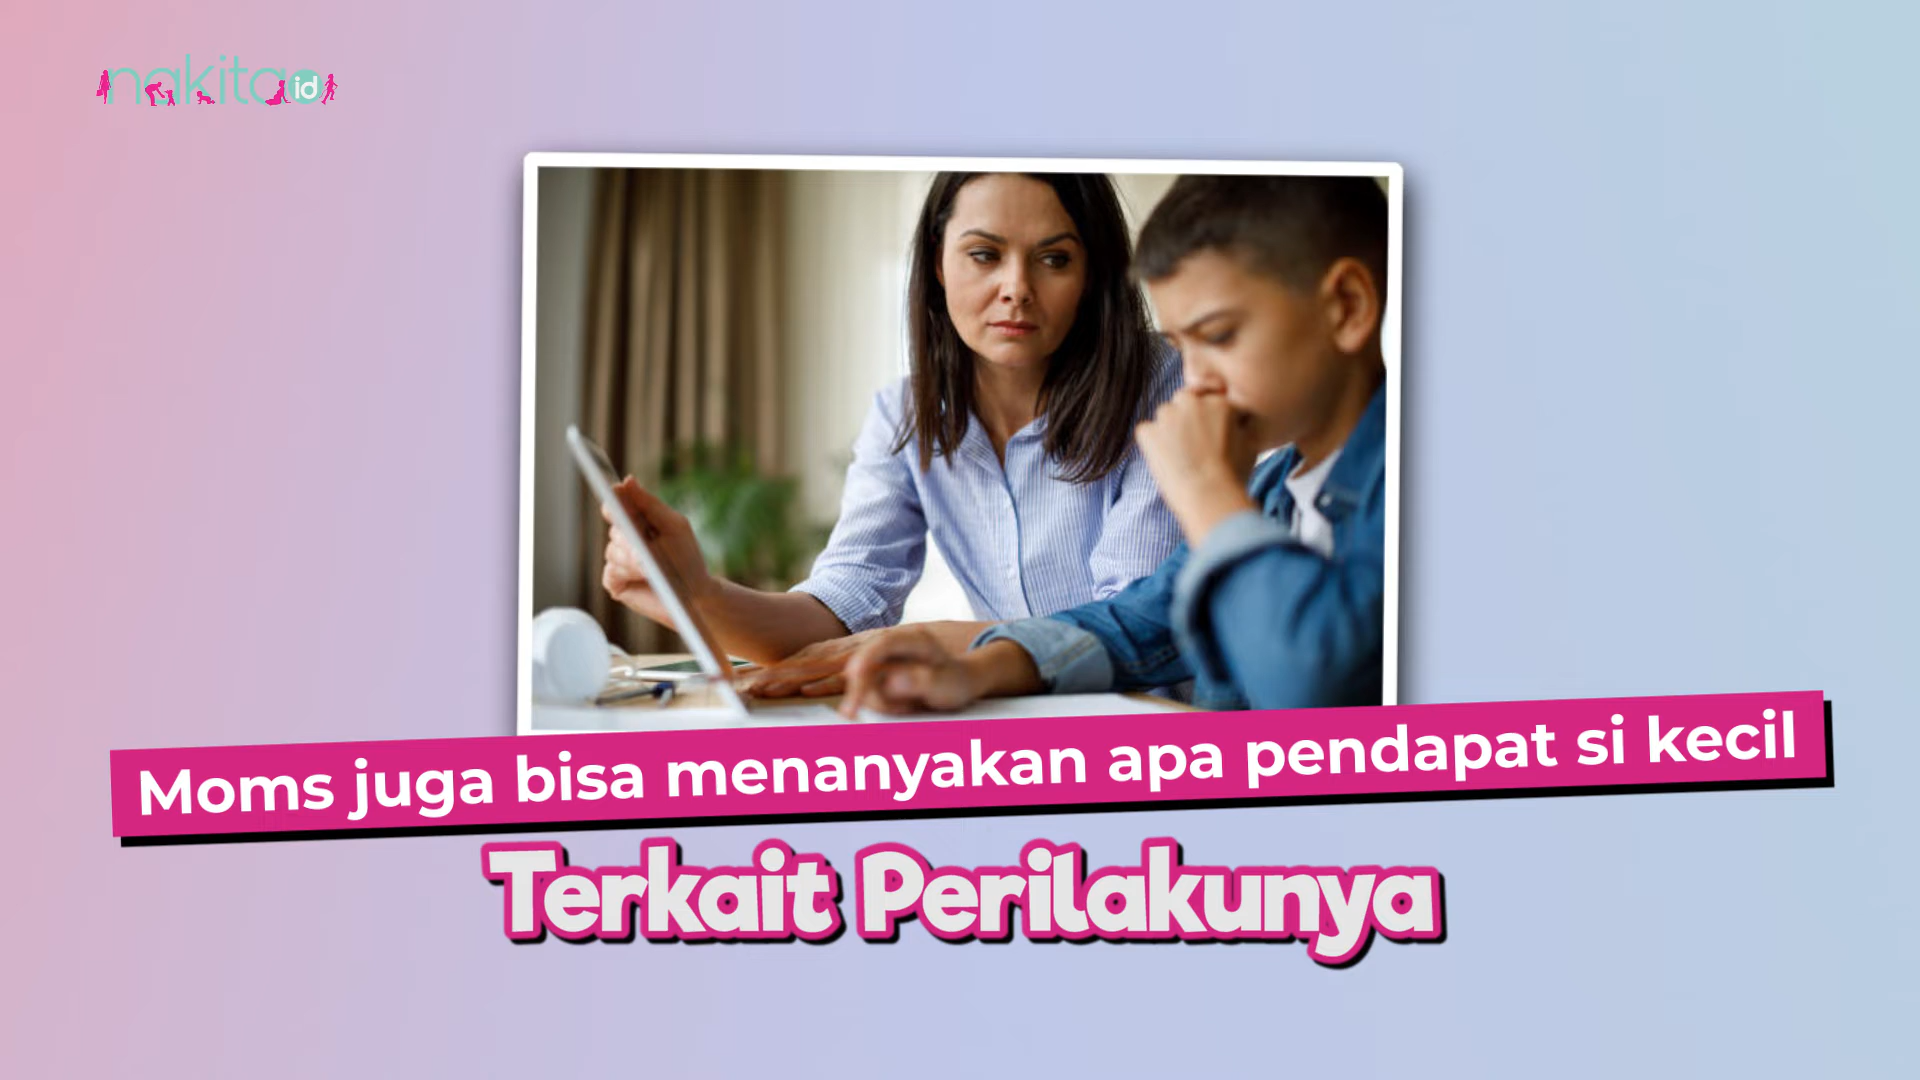 nakita id
Moms juga bisa menanyakan apa pendapat si kecil
Terkait Perilakunya